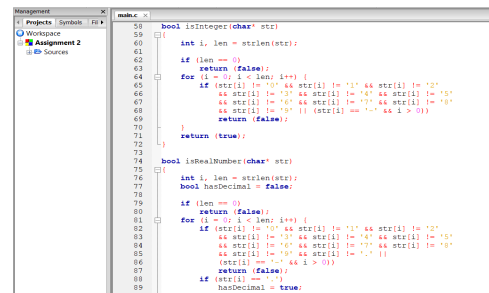 Management
Projects Symbols Fil
Workspace
Assignment 2
Sources
main.c
58 bool isInteger(char* str)
59 {
60 int i, len = strlen(str);
61
62 if (len == 0)
63 return (false);
64 for (i = 0; i < len; i++) {
65 if (str[i] != '0' && str[i] != '1' && str[i] != '2'
66 && str[i] != '3' && str[i] != '4' && str[i] != '5'
67 && str[i] != '6' && str[i] != '7' && str[i] != '8'
68 && str[i] != '9' || (str[i] == '-' && i > 0))
69 return (false);
70 }
71 return (true);
72 }
73
74 bool isRealNumber(char* str)
75 {
76 int i, len = strlen(str);
77 bool hasDecimal = false;
78
79 if (len == 0)
80 return (false);
81 for (i = 0; i < len; i++) {
82 if (str[i] != '0' && str[i] != '1' && str[i] != '2'
83 && str[i] != '3' && str[i] != '4' && str[i] != '5'
84 && str[i] != '6' && str[i] != '7' && str[i] != '8'
85 && str[i] != '9' && str[i] != '.' ||
86 (str[i] == '-' && i > 0))
87 return (false);
88 if (str[i] == '.')
89 hasDecimal = true;